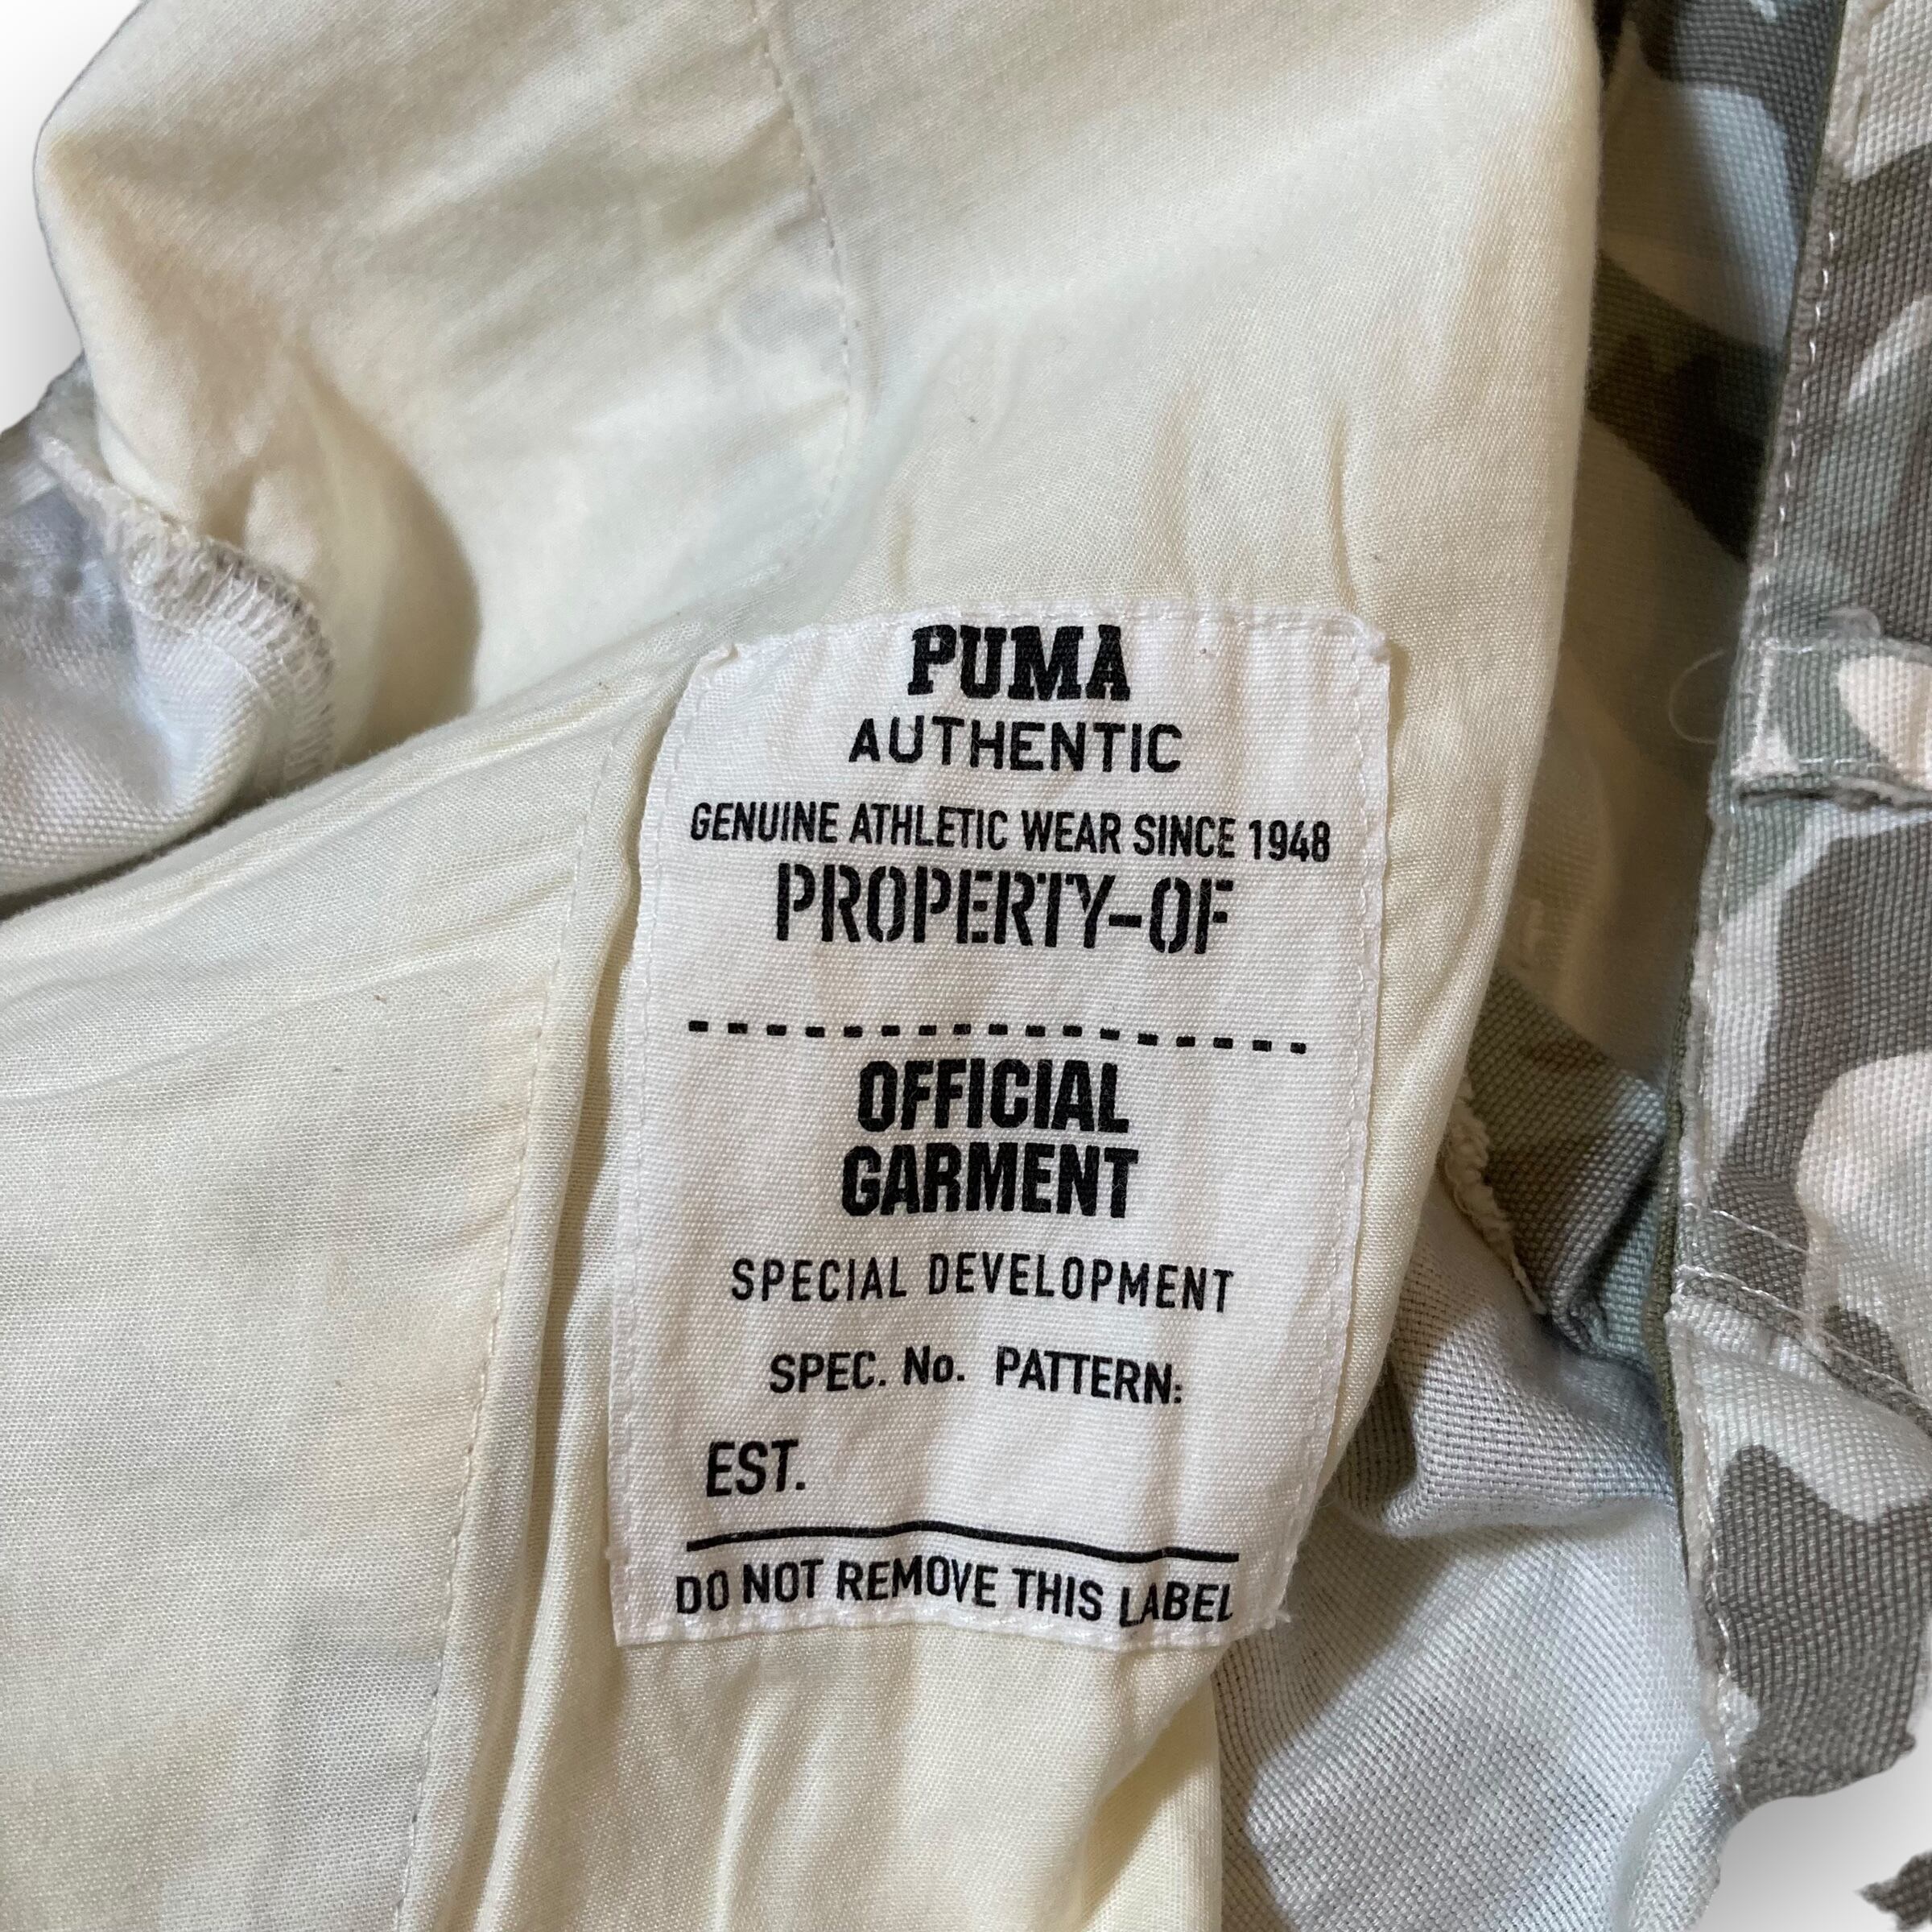 PUMA
AUTHENTIC
GENUINE ATHLETIC WEAR SINCE 1948
PROPERTY-OF
----------------
OFFICIAL
GARMENT
SPECIAL DEVELOPMENT
SPEC. No. PATTERN:
EST.
DO NOT REMOVE THIS LABEL